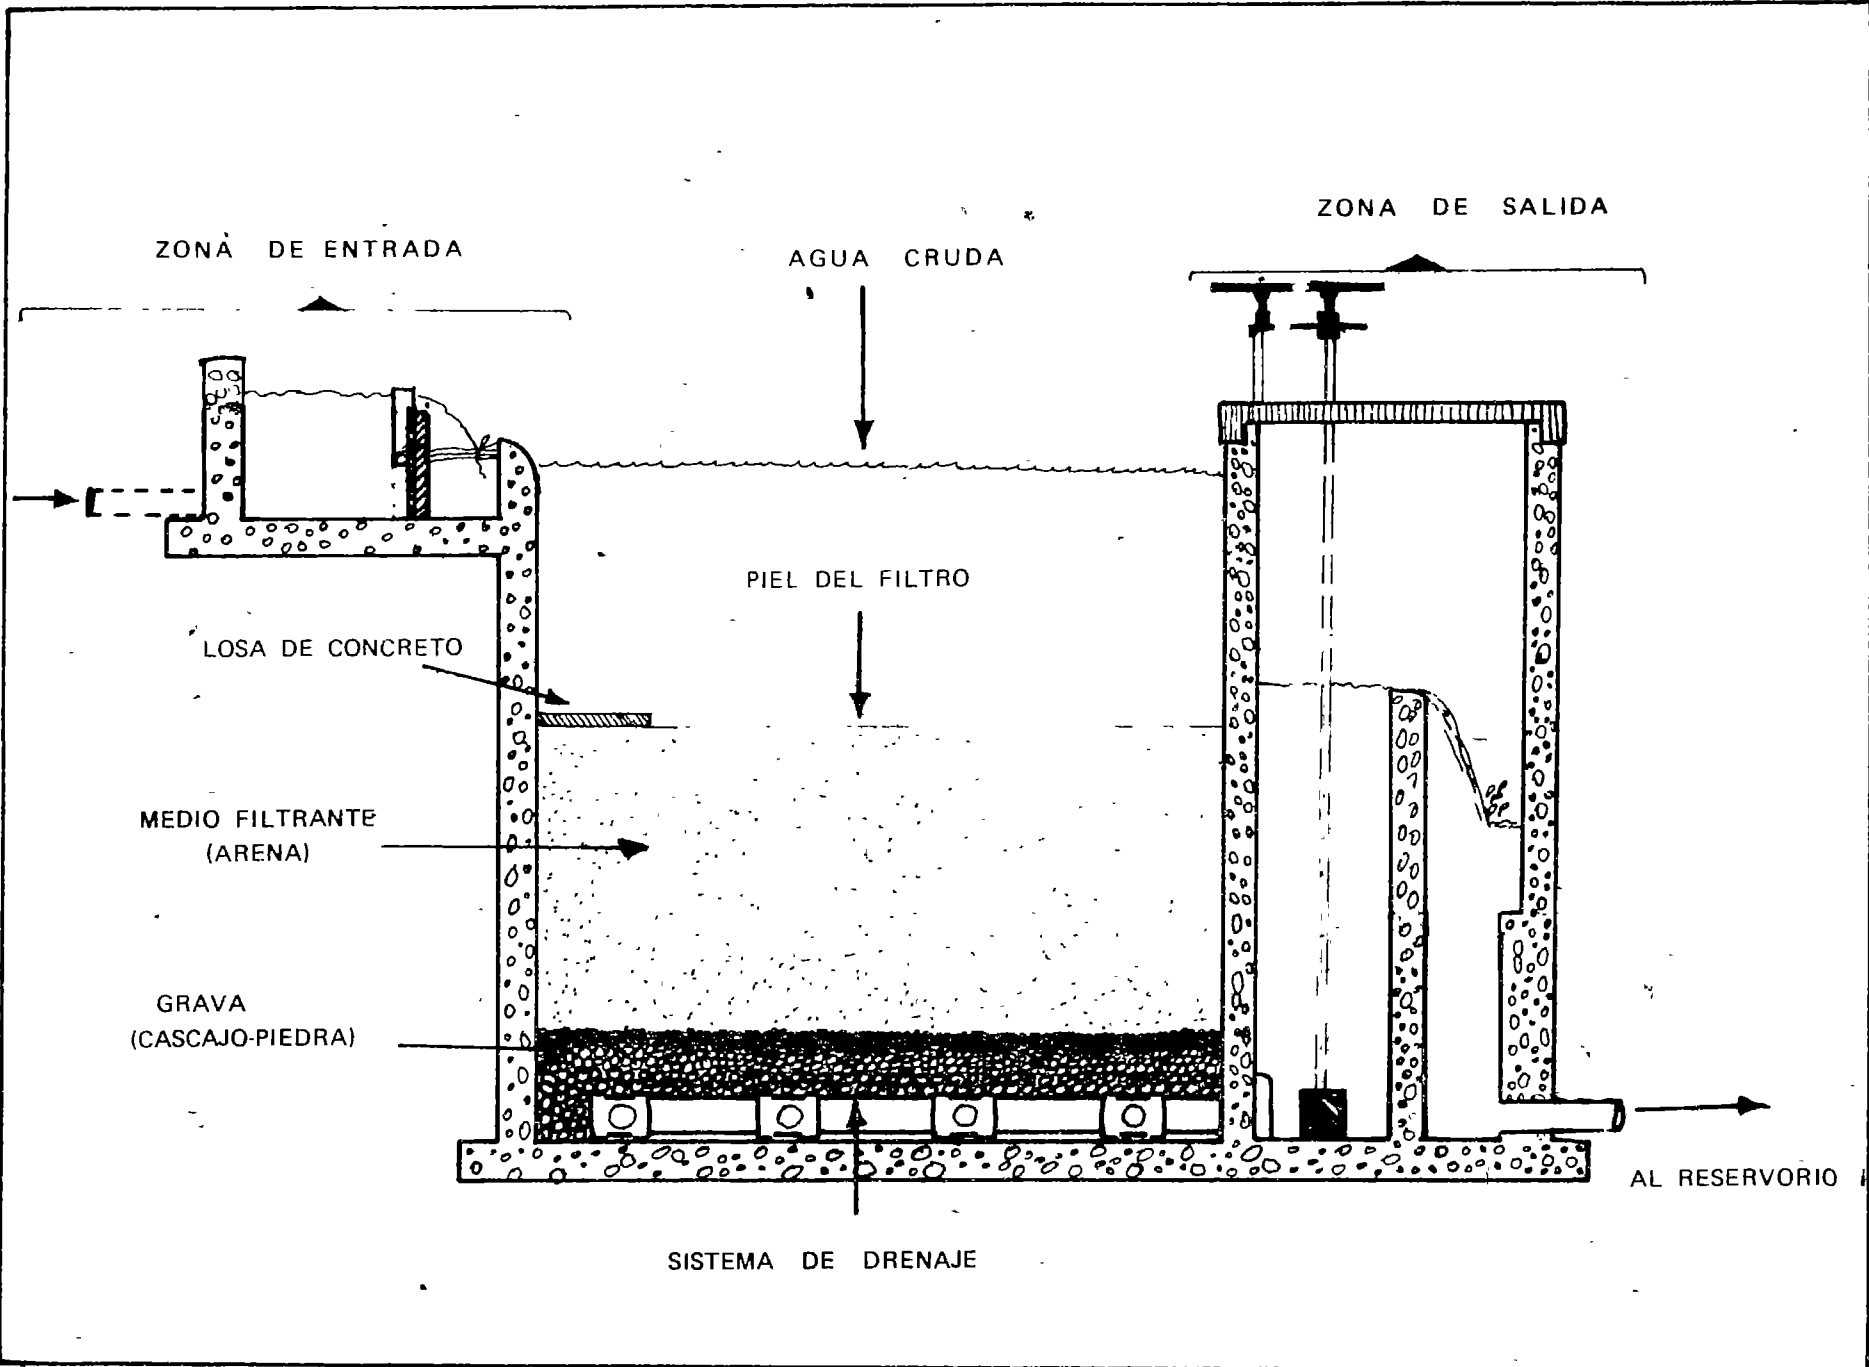 ZONA DE SALIDA
ZONA DE ENTRADA
AGUA CRUDA
PIEL DEL FILTRO
LOSA DE CONCRETO
MEDIO FILTRANTE
(ARENA)
GRAVA
(CASCAJO-PIEDRA)
AL RESERVORIO
SISTEMA DE DRENAJE